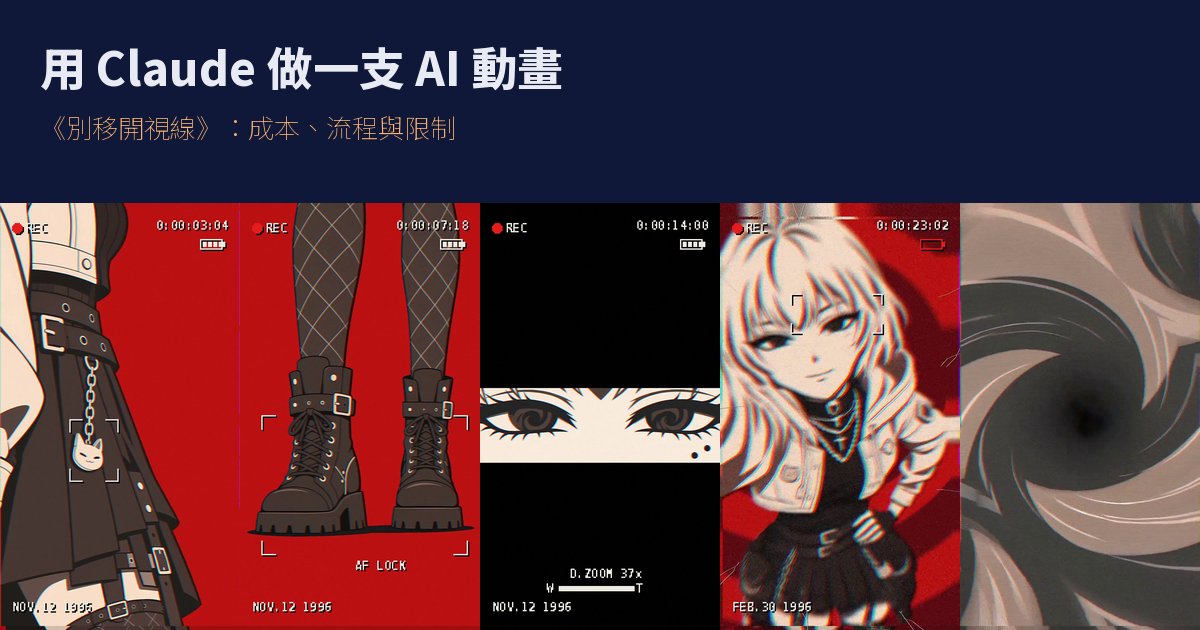 用 Claude 做一支 AI 動畫
《別移開視線》：成本、流程與限制
REC
0:00:03:04
NOV.12 1996
REC
0:00:07:18
AF LOCK
NOV.12 1996
REC
0:00:14:00
D.ZOOM 37x
W T
NOV.12 1996
REC
0:00:23:02
FEB.30 1996